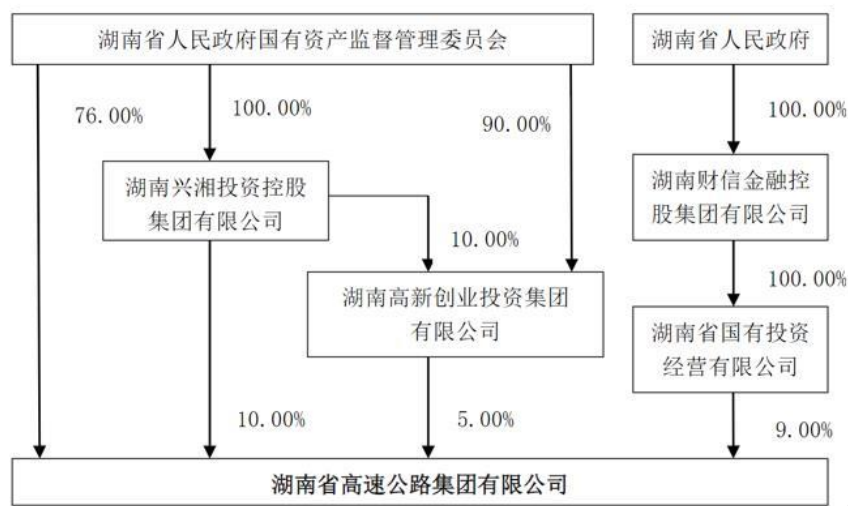 湖南省人民政府国有资产监督管理委员会
湖南省人民政府
76.00%
100.00%
90.00%
100.00%
湖南兴湘投资控股
集团有限公司
湖南财信金融控
股集团有限公司
10.00%
100.00%
湖南高新创业投资集团
有限公司
湖南省国有投资
经营有限公司
10.00%
5.00%
9.00%
湖南省高速公路集团有限公司